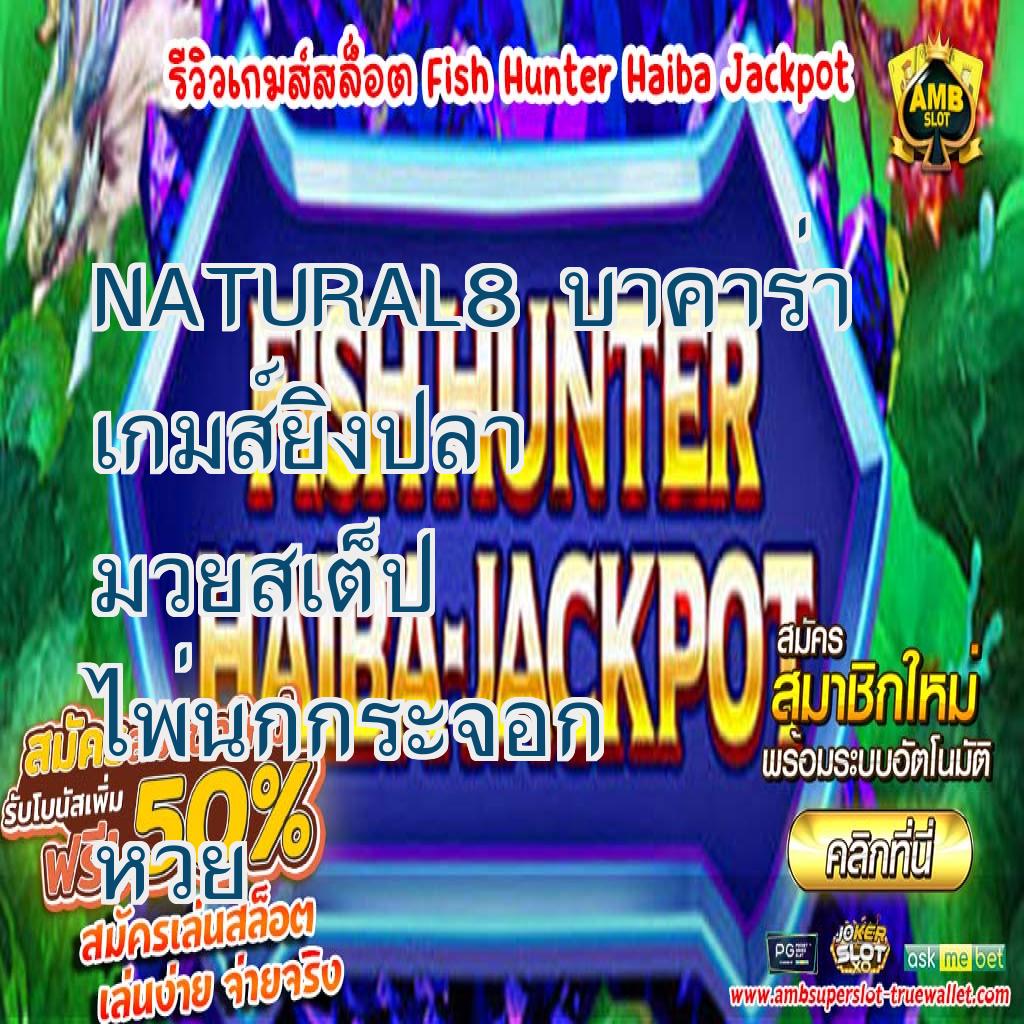 รีวิวเกมส์สล็อต Fish Hunter Haiba Jackpot
AMB
SLOT
NATURAL8 บาคาร่า
FISH HUNTER
เกมส์ยิงปลา
มวยสเต็ป
HAIBA-JACKPOT
ไพ่นกกระจอก
หวย
สมัคร
สมาชิกใหม่
พร้อมระบบอัตโนมัติ
คลิกที่นี่
รับโบนัสเพิ่ม
ฟรี 50%
สมัครเล่นสล็อต
เล่นง่าย จ่ายจริง
PG
JOKER
SLOT
XO
ask me bet
www.ambsuperslot-truewallet.com